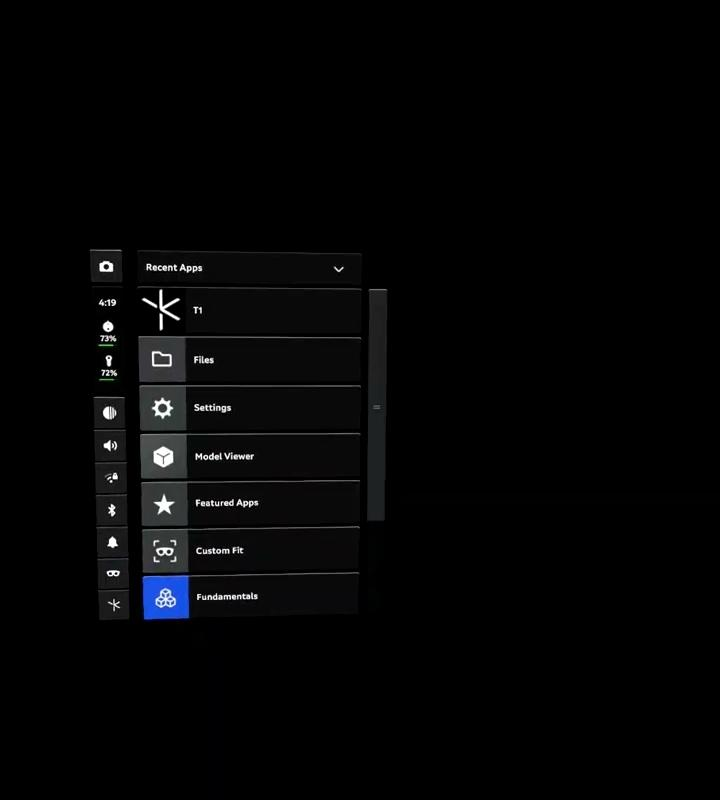 Recent Apps
4:19
73%
72%
T1
Files
Settings
Model Viewer
Featured Apps
Custom Fit
Fundamentals